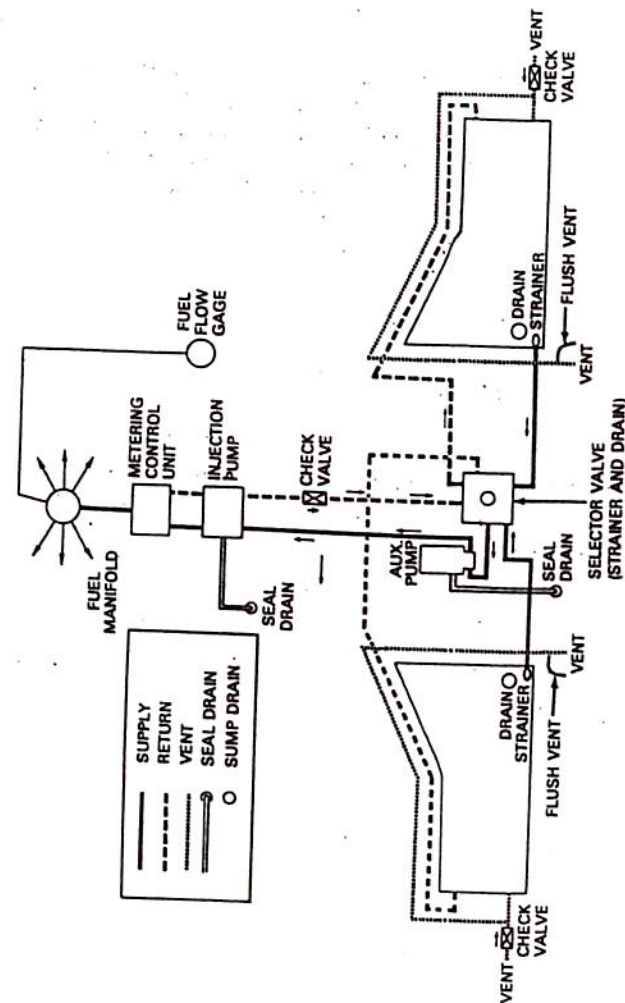 FUEL
FLOW
GAGE
METERING
CONTROL
UNIT
INJECTION
PUMP
FUEL
MANIFOLD
SEAL
DRAIN
CHECK
VALVE
SUPPLY
RETURN
VENT
SEAL DRAIN
SUMP DRAIN
AUX.
PUMP
SEAL
DRAIN
SELECTOR VALVE
(STRAINER AND DRAIN)
VENT
CHECK
VALVE
DRAIN
STRAINER
FLUSH VENT
VENT
DRAIN
STRAINER
VENT
FLUSH VENT
VENT
CHECK
VALVE